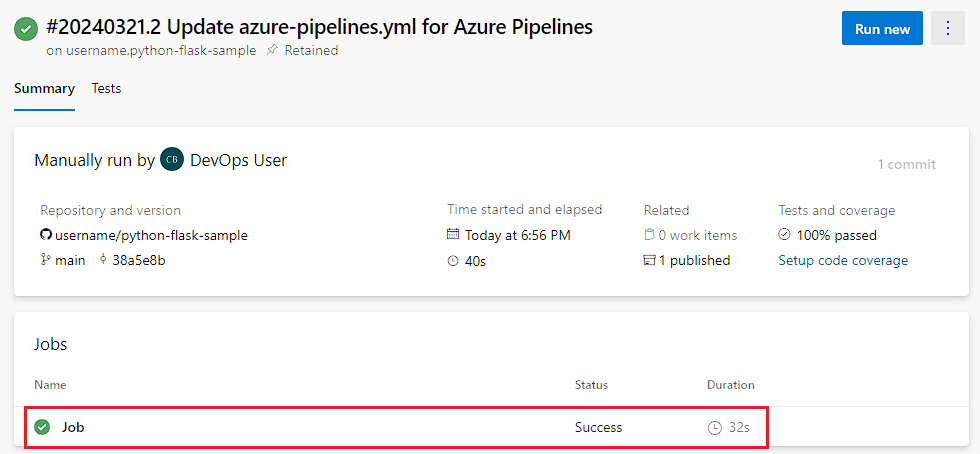 #20240321.2 Update azure-pipelines.yml for Azure Pipelines
Run new
on username.python-flask-sample Retained
Summary Tests
Manually run by CB DevOps User
1 commit
Repository and version Time started and elapsed Related Tests and coverage
username/python-flask-sample Today at 6:56 PM 0 work items 100% passed
main 38a5e8b 40s 1 published Setup code coverage
Jobs
Name Status Duration
Job Success 32s